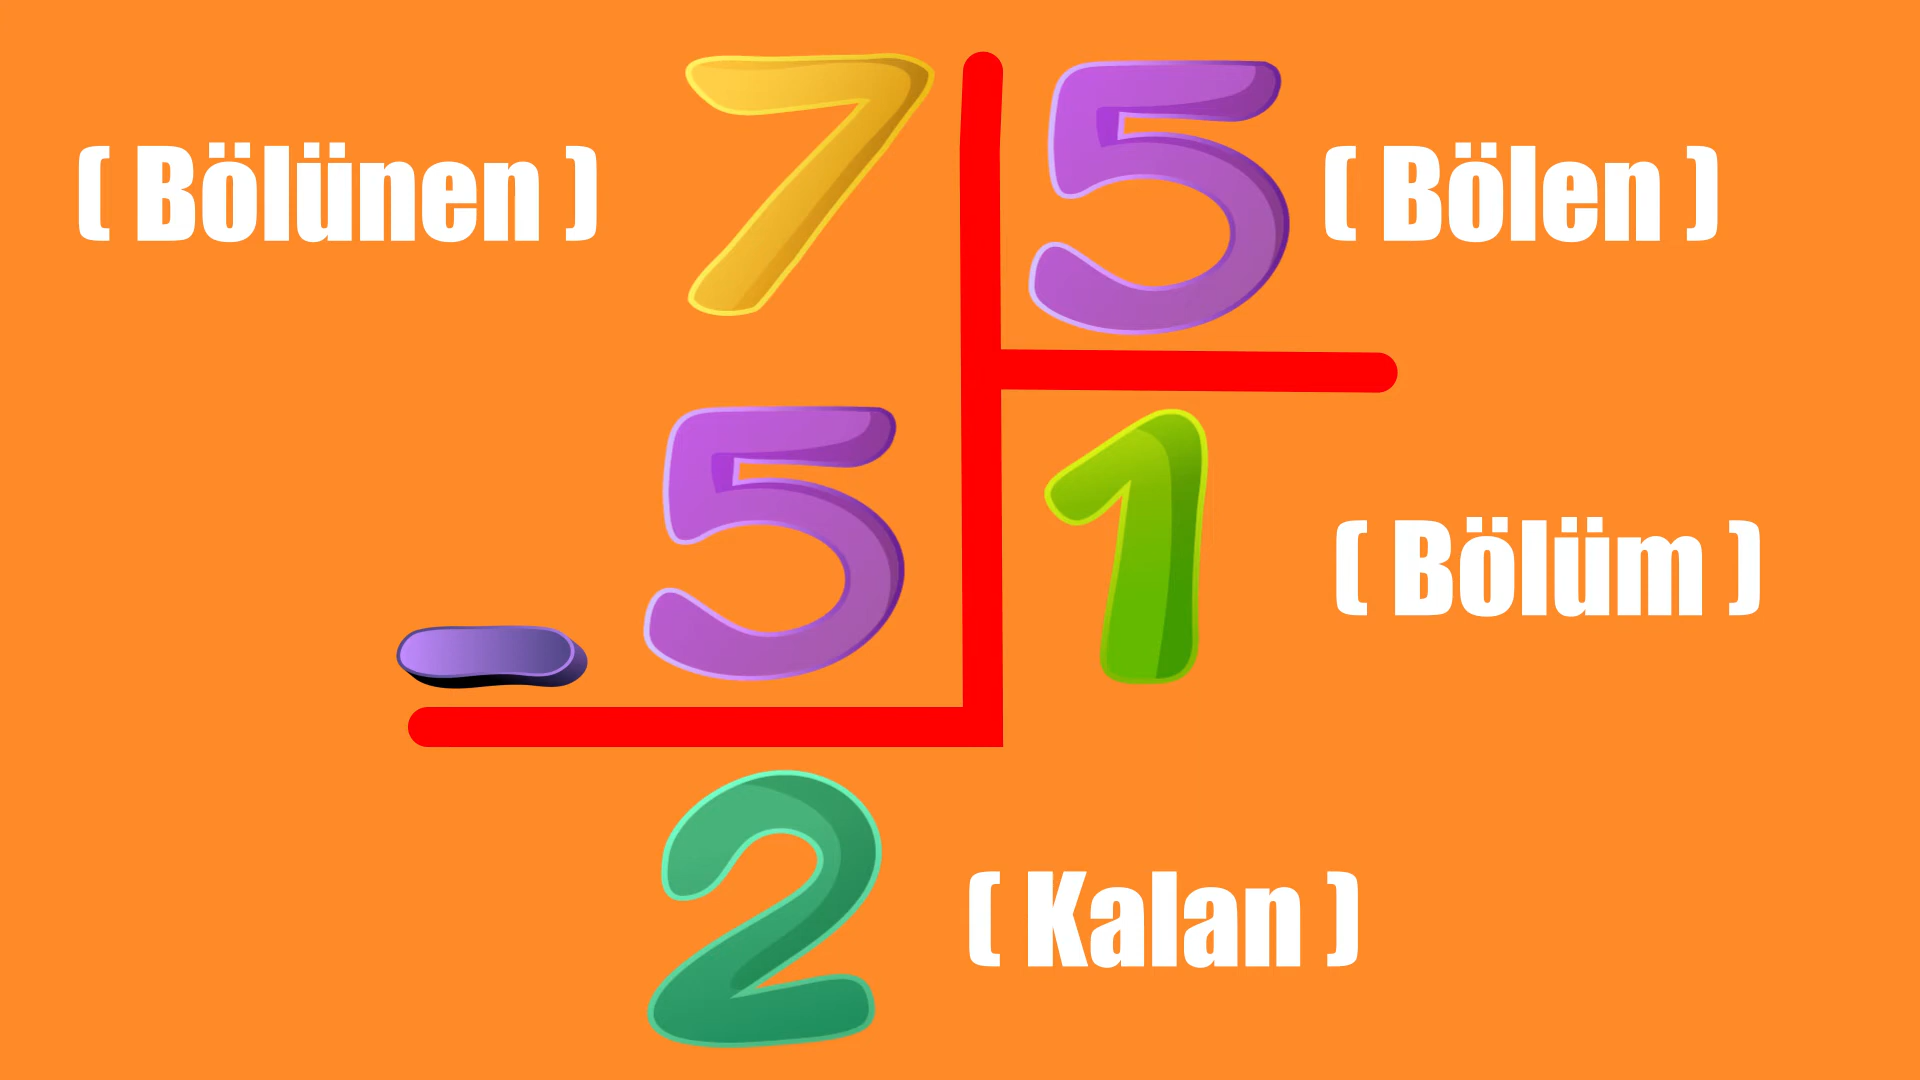 ( Bölünen ) 7 5 ( Bölen )
- 5 1 ( Bölüm )
2 ( Kalan )